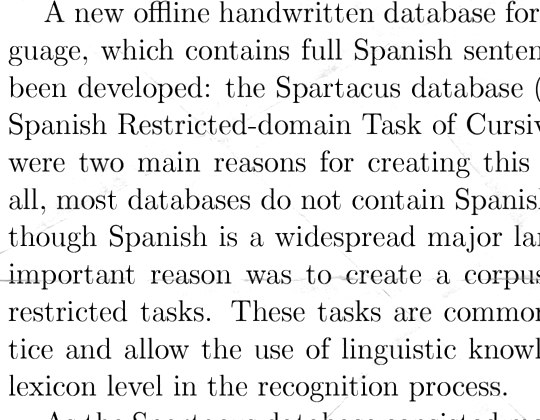 A new offline handwritten database for
guage, which contains full Spanish senten
been developed: the Spartacus database (
Spanish Restricted-domain Task of Cursiv
were two main reasons for creating this
all, most databases do not contain Spanish
though Spanish is a widespread major lan
important reason was to create a corpus
restricted tasks. These tasks are common
tice and allow the use of linguistic knowl
lexicon level in the recognition process.
As the Spartacus database consisted